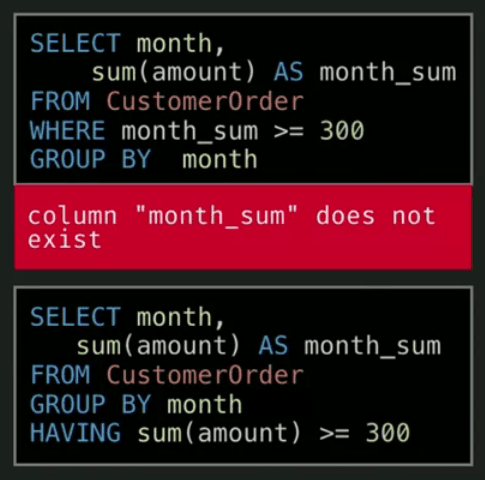 SELECT month,
sum(amount) AS month_sum
FROM CustomerOrder
WHERE month_sum >= 300
GROUP BY month
column "month_sum" does not
exist
SELECT month,
sum(amount) AS month_sum
FROM CustomerOrder
GROUP BY month
HAVING sum(amount) >= 300